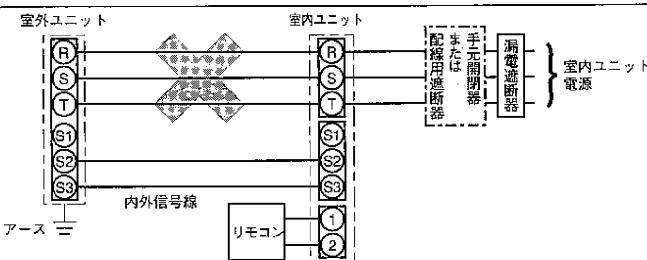 室外ユニット
室内ユニット
R
S
T
S1
S2
S3
R
S
T
S1
S2
S3
1
2
手元開閉器
または
配線用遮断器
漏電遮断器
室内ユニット
電源
内外信号線
アース
リモコン